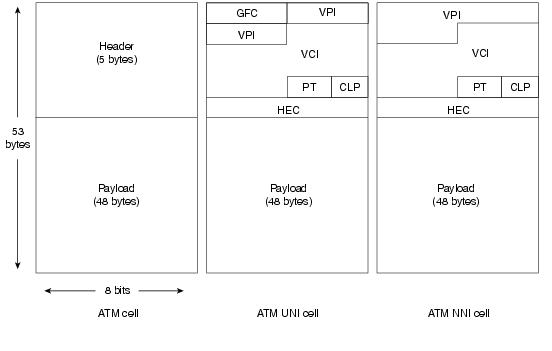 GFC VPI VPI
Header
(5 bytes)
VPI
VCI VCI
PT CLP PT CLP
HEC HEC
53
bytes
Payload
(48 bytes)
Payload
(48 bytes)
Payload
(48 bytes)
8 bits
ATM cell ATM UNI cell ATM NNI cell